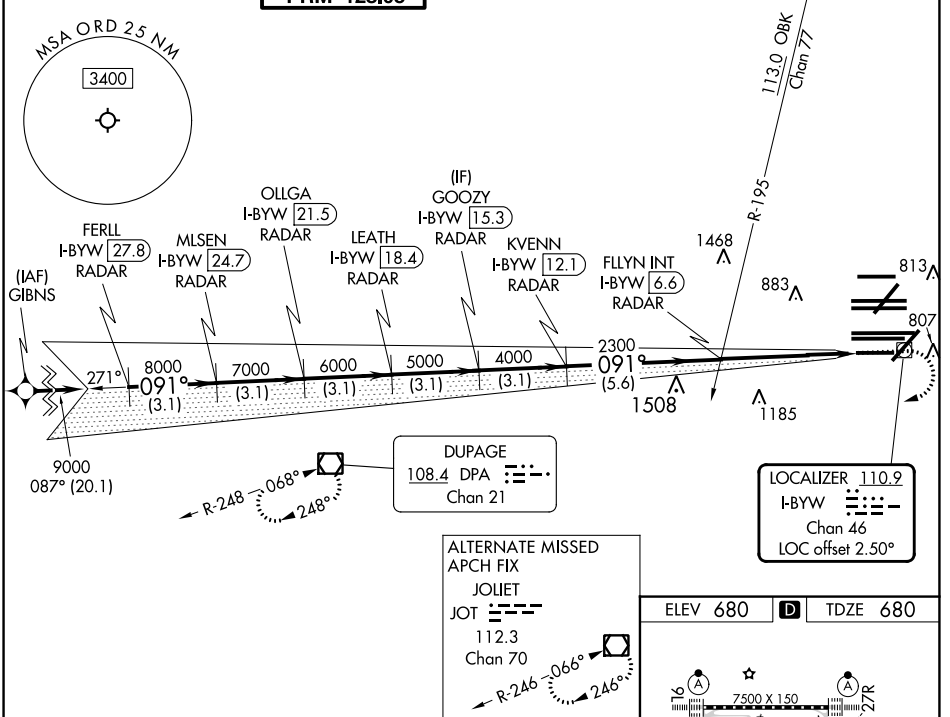 MSA ORD 25 NM
3400
113.0 OBK
Chan 77
R-195
(IAF)
GIBNS
FERLL
I-BYW 27.8
RADAR
MLSEN
I-BYW 24.7
RADAR
OLLGA
I-BYW 21.5
RADAR
LEATH
I-BYW 18.4
RADAR
(IF)
GOOZY
I-BYW 15.3
RADAR
KVENN
I-BYW 12.1
RADAR
FLLYN INT
I-BYW 6.6
RADAR
1468
883
813
807
271°
8000
091°
(3.1)
7000
(3.1)
6000
(3.1)
5000
(3.1)
4000
(3.1)
2300
091°
(5.6)
1508
1185
9000
087° (20.1)
R-248
068°
248°
DUPAGE
108.4 DPA
Chan 21
LOCALIZER 110.9
I-BYW
Chan 46
LOC offset 2.50°
ALTERNATE MISSED
APCH FIX
JOLIET
JOT
112.3
Chan 70
R-246
066°
246°
ELEV 680 D TDZE 680
A
A
7500 X 150
27R